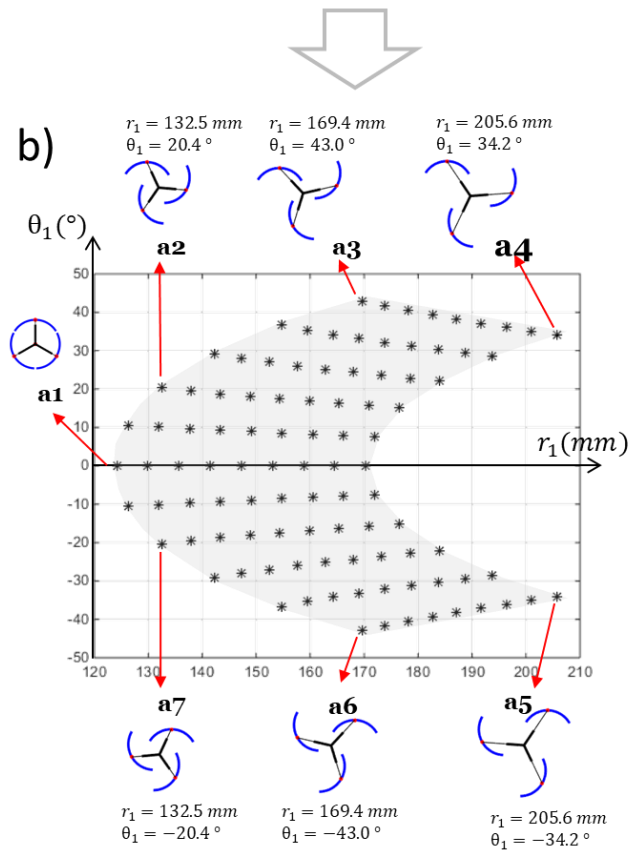 b)
r₁ = 132.5 mm
θ₁ = 20.4 °
r₁ = 169.4 mm
θ₁ = 43.0 °
r₁ = 205.6 mm
θ₁ = 34.2 °
θ₁(°)
a2
a3
a4
50
40
30
20
10
0
-10
-20
-30
-40
-50
a1
r₁(mm)
120
130
140
150
160
170
180
190
200
210
a7
a6
a5
r₁ = 132.5 mm
θ₁ = −20.4 °
r₁ = 169.4 mm
θ₁ = −43.0 °
r₁ = 205.6 mm
θ₁ = −34.2 °